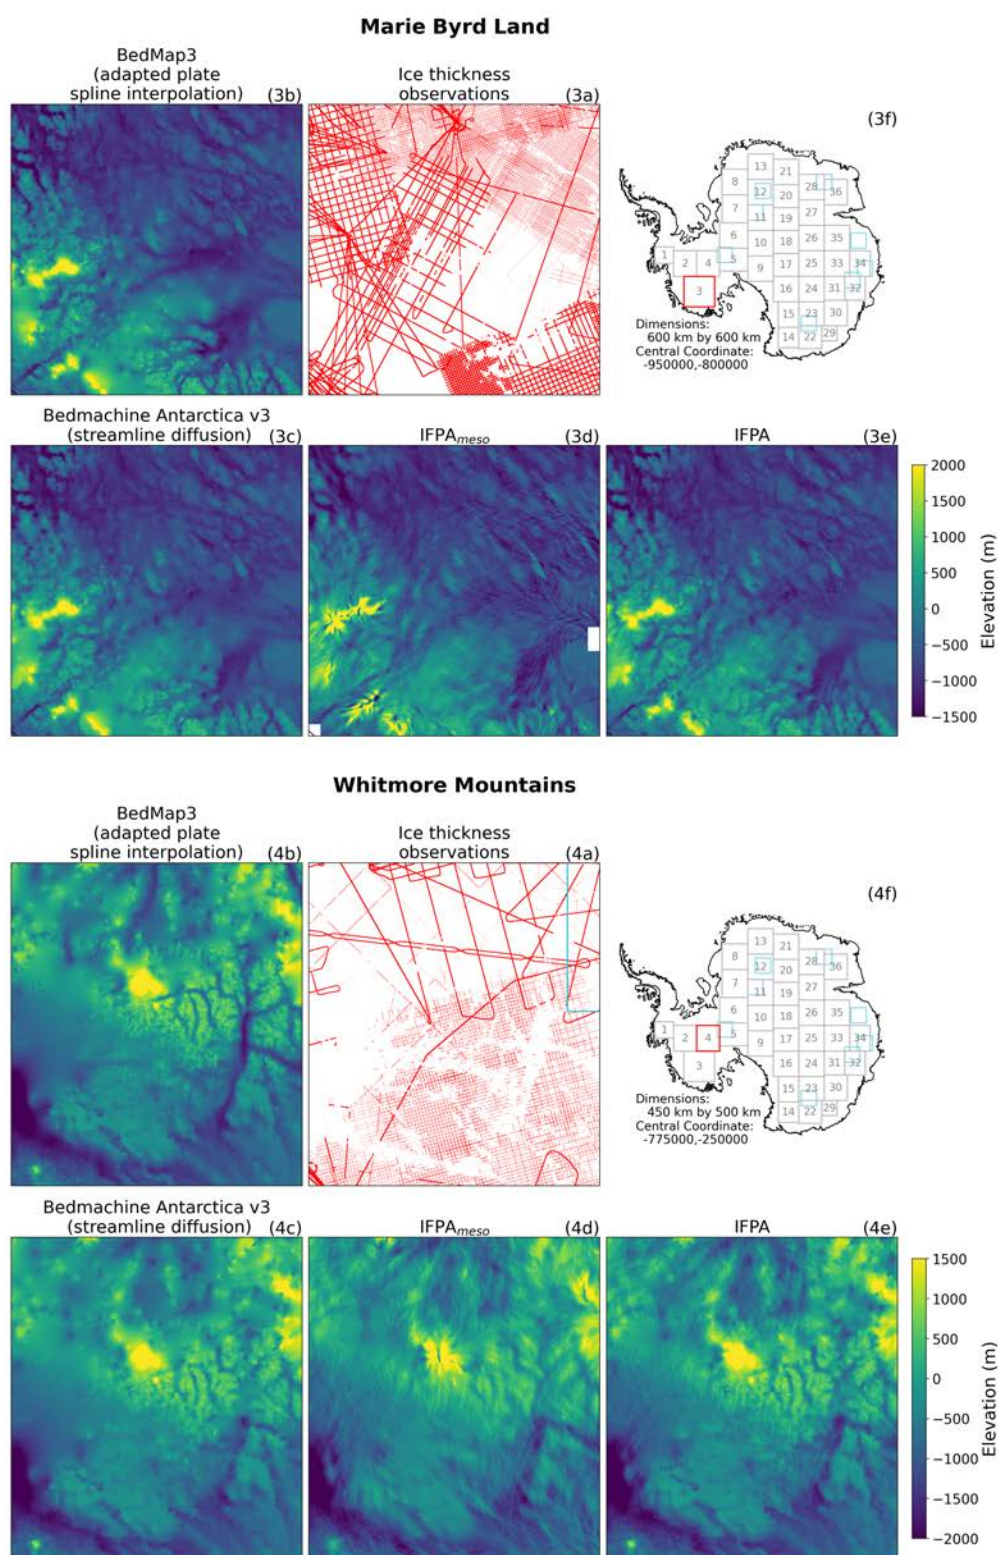 Marie Byrd Land
BedMap3
(adapted plate
spline interpolation)
(3b)
Ice thickness
observations
(3a)
(3f)
13
21
8
12
20
28
36
7
11
19
27
6
10
18
26
35
1
2
4
5
9
17
25
33
34
3
16
24
31
32
15
23
30
14
22
29
Dimensions:
600 km by 600 km
Central Coordinate:
-950000,-800000
Bedmachine Antarctica v3
(streamline diffusion)
(3c)
IFPAmeso
(3d)
IFPA
(3e)
2000
1500
1000
500
0
−500
−1000
−1500
Elevation (m)
Whitmore Mountains
BedMap3
(adapted plate
spline interpolation)
(4b)
Ice thickness
observations
(4a)
(4f)
13
21
8
12
20
28
36
7
11
19
27
6
10
18
26
35
1
2
4
5
9
17
25
33
34
3
16
24
31
32
15
23
30
14
22
29
Dimensions:
450 km by 500 km
Central Coordinate:
-775000,-250000
Bedmachine Antarctica v3
(streamline diffusion)
(4c)
IFPAmeso
(4d)
IFPA
(4e)
1500
1000
500
0
−500
−1000
−1500
−2000
Elevation (m)